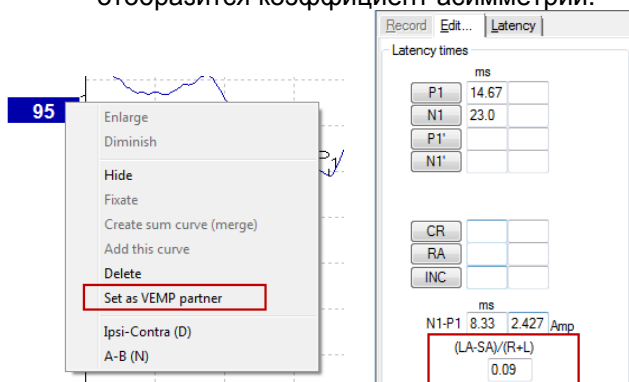 отобразится коэффициент асимметрии.
Record Edit... Latency
Latency times
ms
P1 14.67
N1 23.0
P1'
N1'
CR
RA
INC
ms
N1-P1 8.33 2.427 Amp
(LA-SA)/(R+L)
0.09
95
P1
Enlarge
Diminish
Hide
Fixate
Create sum curve (merge)
Add this curve
Delete
Set as VEMP partner
Ipsi-Contra (D)
A-B (N)